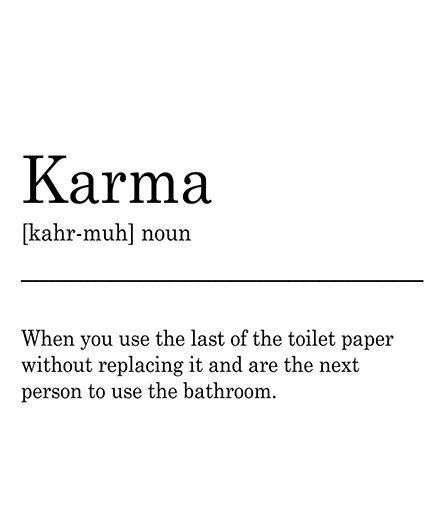 Karma
[kahr-muh] noun
When you use the last of the toilet paper
without replacing it and are the next
person to use the bathroom.